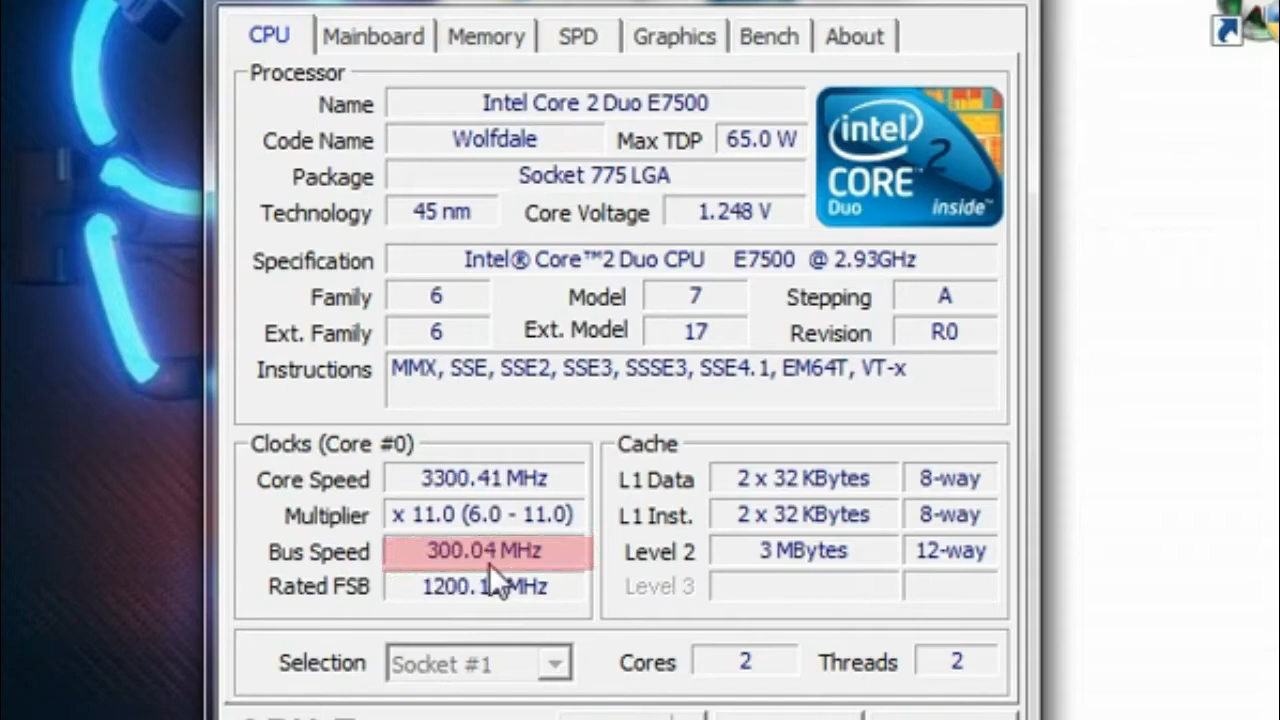 CPU Mainboard Memory SPD Graphics Bench About
Processor
Name Intel Core 2 Duo E7500
Code Name Wolfdale Max TDP 65.0 W
Package Socket 775 LGA
Technology 45 nm Core Voltage 1.248 V
intel
CORE 2
Duo inside™
Specification Intel® Core™2 Duo CPU E7500 @ 2.93GHz
Family 6 Model 7 Stepping A
Ext. Family 6 Ext. Model 17 Revision R0
Instructions MMX, SSE, SSE2, SSE3, SSSE3, SSE4.1, EM64T, VT-x
Clocks (Core #0)
Core Speed 3300.41 MHz
Multiplier x 11.0 (6.0 - 11.0)
Bus Speed 300.04 MHz
Rated FSB MHz
Cache
L1 Data 2 x 32 KBytes 8-way
L1 Inst. 2 x 32 KBytes 8-way
Level 2 3 MBytes 12-way
Level 3
Selection Socket #1 Cores 2 Threads 2